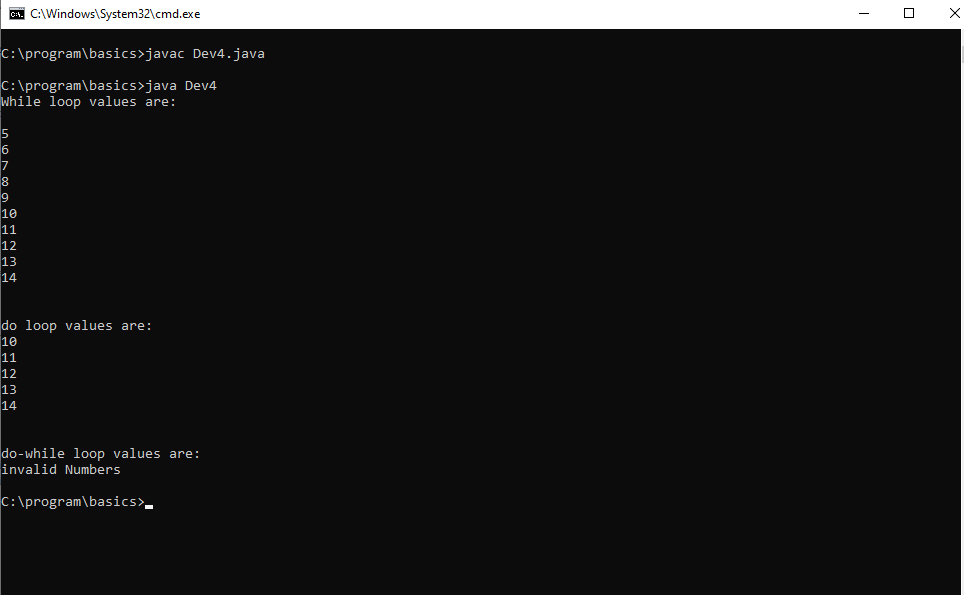 C:\Windows\System32\cmd.exe
C:\program\basics>javac Dev4.java
C:\program\basics>java Dev4
While loop values are:
5
6
7
8
9
10
11
12
13
14
do loop values are:
10
11
12
13
14
do-while loop values are:
invalid Numbers
C:\program\basics>